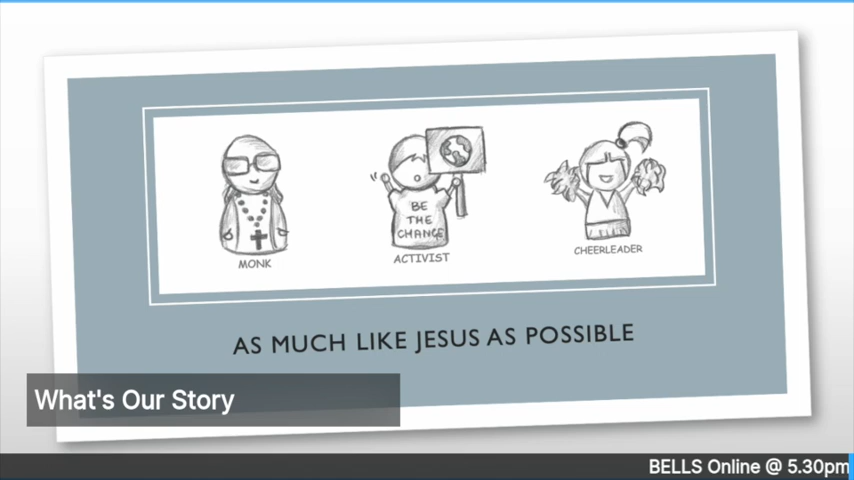 BE
THE
CHANGE
MONK
ACTIVIST
CHEERLEADER
AS MUCH LIKE JESUS AS POSSIBLE
What's Our Story
BELLS Online @ 5.30pm